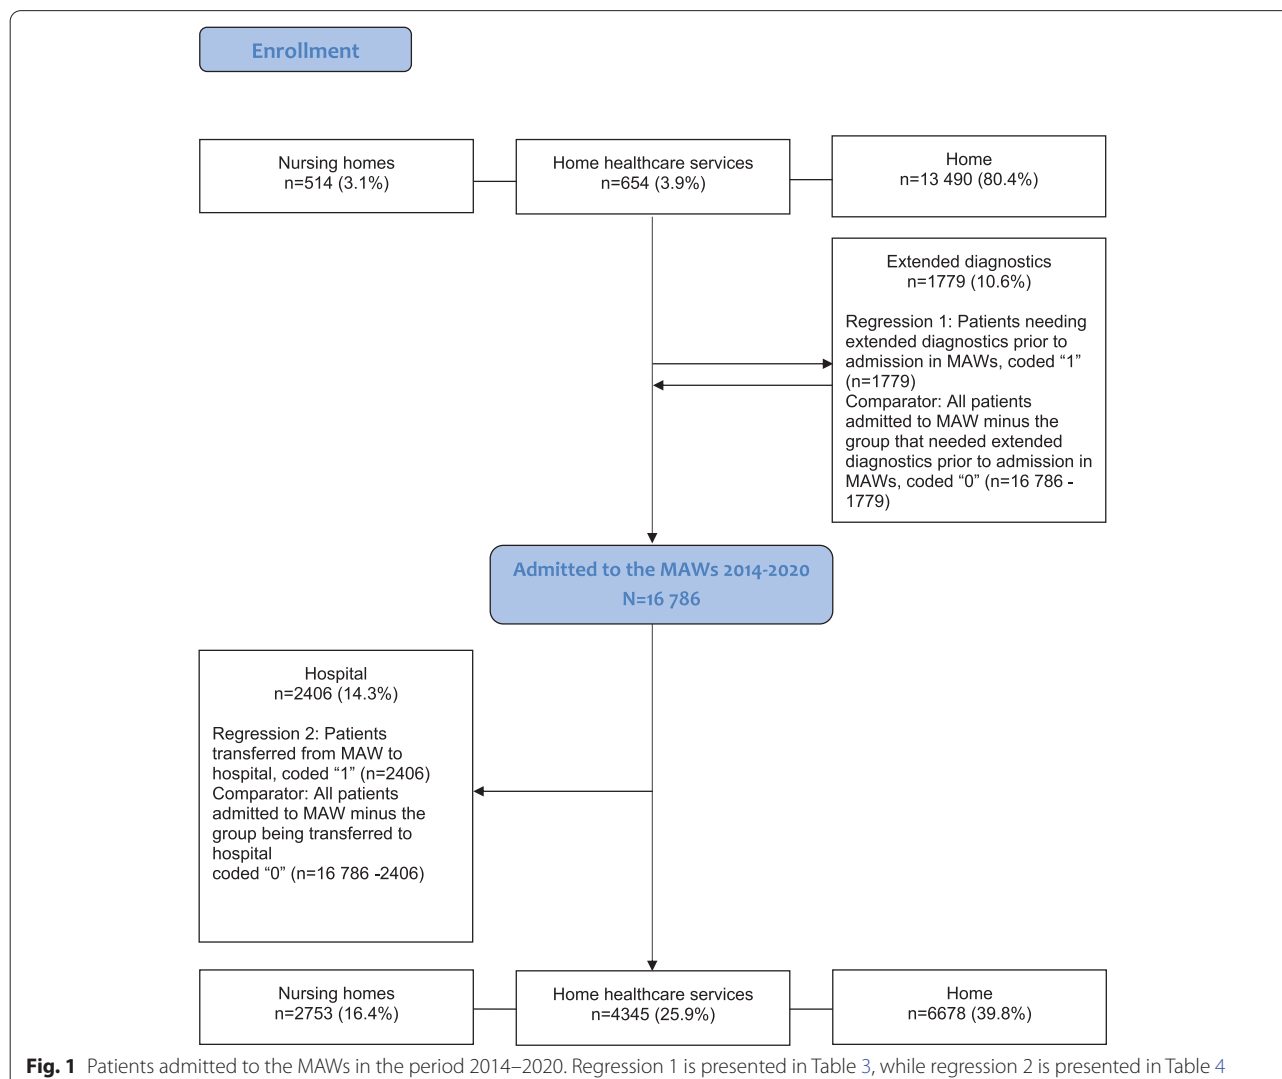 Enrollment
Nursing homes
n=514 (3.1%)
Home healthcare services
n=654 (3.9%)
Home
n=13 490 (80.4%)
Extended diagnostics
n=1779 (10.6%)
Regression 1: Patients needing
extended diagnostics prior to
admission in MAWs, coded “1”
(n=1779)
Comparator: All patients
admitted to MAW minus the
group that needed extended
diagnostics prior to admission in
MAWs, coded “0” (n=16 786 -
1779)
Admitted to the MAWs 2014-2020
N=16 786
Hospital
n=2406 (14.3%)
Regression 2: Patients
transferred from MAW to
hospital, coded “1” (n=2406)
Comparator: All patients
admitted to MAW minus the
group being transferred to
hospital
coded “0” (n=16 786 -2406)
Nursing homes
n=2753 (16.4%)
Home healthcare services
n=4345 (25.9%)
Home
n=6678 (39.8%)
Fig. 1 Patients admitted to the MAWs in the period 2014–2020. Regression 1 is presented in Table 3, while regression 2 is presented in Table 4